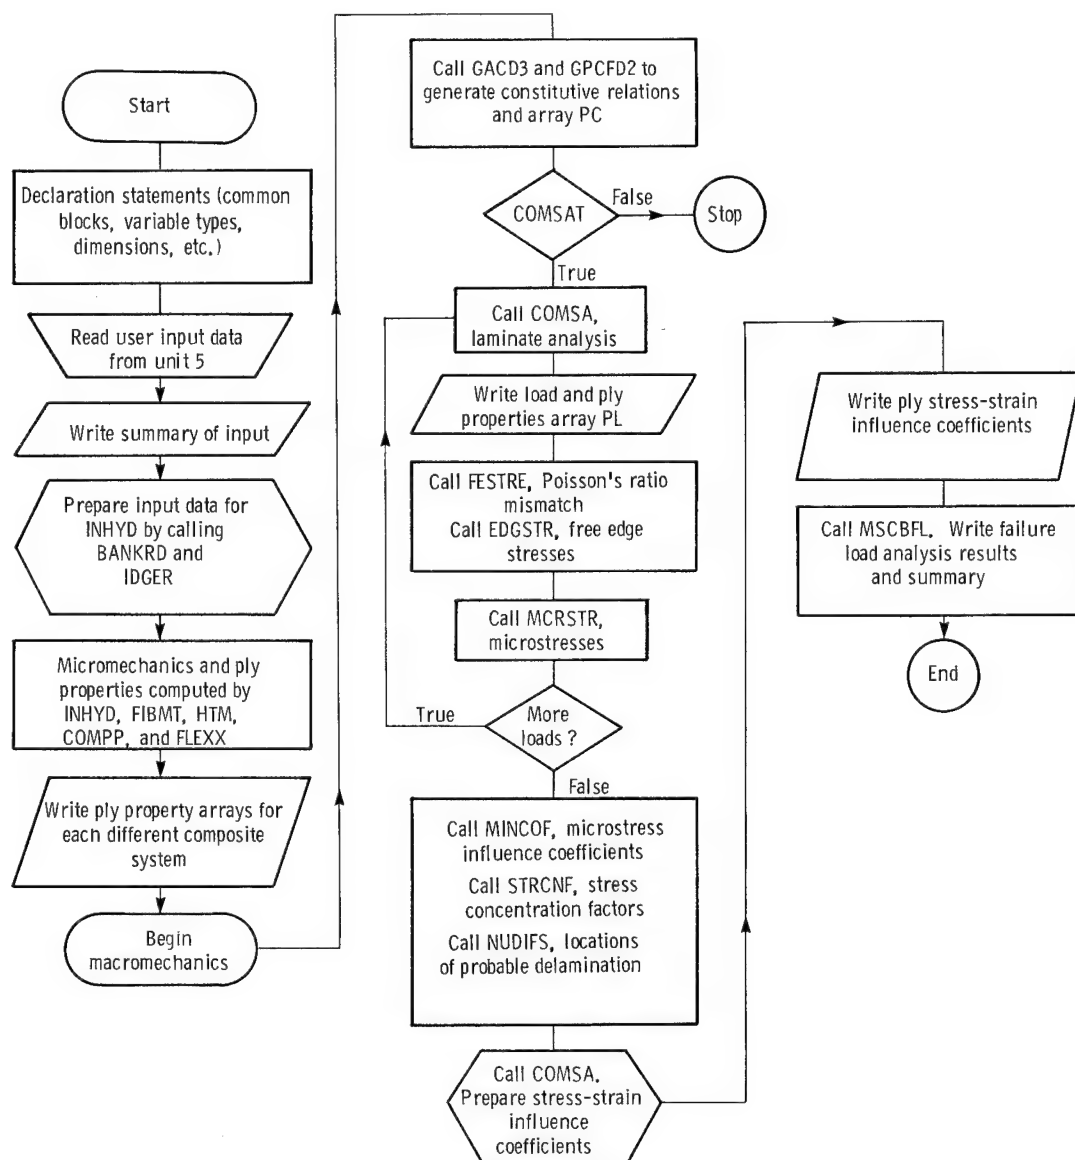 Start
Declaration statements (common
blocks, variable types,
dimensions, etc.)
Read user input data
from unit 5
Write summary of input
Prepare input data for
INHYD by calling
BANKRD and
IDGER
Micromechanics and ply
properties computed by
INHYD, FIBMT, HTM,
COMPP, and FLEXX
Write ply property arrays for
each different composite
system
Begin
macromechanics
Call GACD3 and GPCFD2 to
generate constitutive relations
and array PC
COMSAT
False
Stop
True
Call COMSA,
laminate analysis
Write load and ply
properties array PL
Call FESTRE, Poisson's ratio
mismatch
Call EDGSTR, free edge
stresses
Call MCRSTR,
microstresses
True
More
loads ?
False
Call MINCOF, microstress
influence coefficients
Call STRCNF, stress
concentration factors
Call NUDIFS, locations
of probable delamination
Call COMSA.
Prepare stress-strain
influence
coefficients
Write ply stress-strain
influence coefficients
Call MSCBFL. Write failure
load analysis results
and summary
End